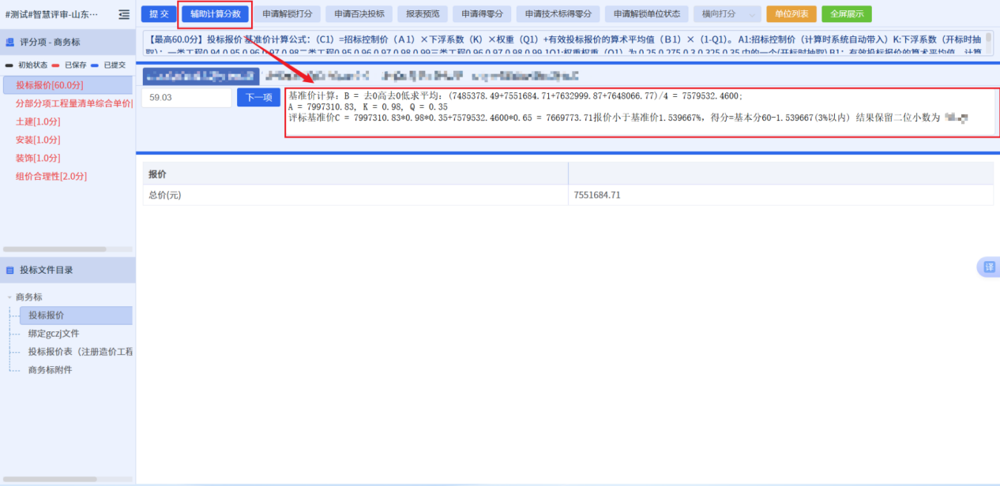 #测试#智慧评审-山东…
提 交
辅助计算分数
申请解锁打分
申请否决投标
报表预览
申请得零分
申请技术标得零分
申请解锁单位状态
横向打分
单位列表
全屏展示
评分项 - 商务标
初始状态 已保存 已提交
投标报价[60.0分]
分部分项工程量清单综合单价[
土建[1.0分]
安装[1.0分]
装饰[1.0分]
组价合理性[2.0分]
【最高60.0分】投标报价 基准价计算公式：（C1）=招标控制价（A1）×下浮系数（K）×权重（Q1）+有效投标报价的算术平均值（B1）×（1-Q1）。 A1:招标控制价（计算时系统自动带入）K:下浮系数（开标时抽
取）：一类工程0.94,0.95,0.96,0.97,0.98二类工程0.95,0.96,0.97,0.98,0.99三类工程0.96,0.97,0.98,0.99,1Q1:权重权重（Q1）为 0.25,0.275,0.3,0.325,0.35 中的一个(开标时抽取) B1：有效投标报价的算术平均值，计算
59.03
下一项
基准价计算：B = 去0高去0低求平均：(7485378.49+7551684.71+7632999.87+7648066.77)/4 = 7579532.4600;
A = 7997310.83, K = 0.98, Q = 0.35
评标基准价C = 7997310.83*0.98*0.35+7579532.4600*0.65 = 7669773.71报价小于基准价1.539667%，得分=基本分60-1.539667(3%以内) 结果保留二位小数为
报价
总价(元) 7551684.71
投标文件目录
商务标
投标报价
绑定gczj文件
投标报价表（注册造价工程
商务标附件
译